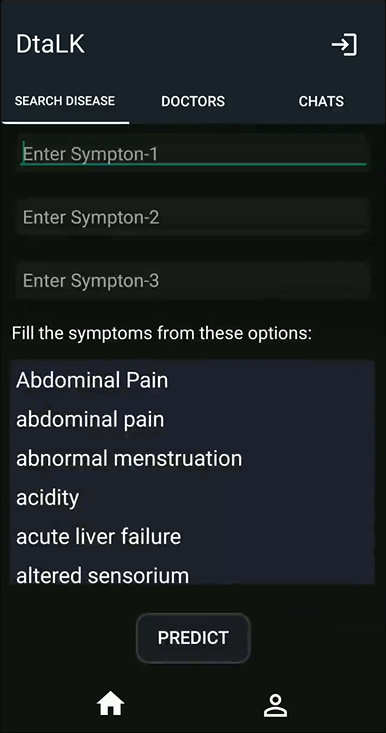 DtaLK
SEARCH DISEASE DOCTORS CHATS
Enter Sympton-1
Enter Sympton-2
Enter Sympton-3
Fill the symptoms from these options:
Abdominal Pain
abdominal pain
abnormal menstruation
acidity
acute liver failure
altered sensorium
PREDICT